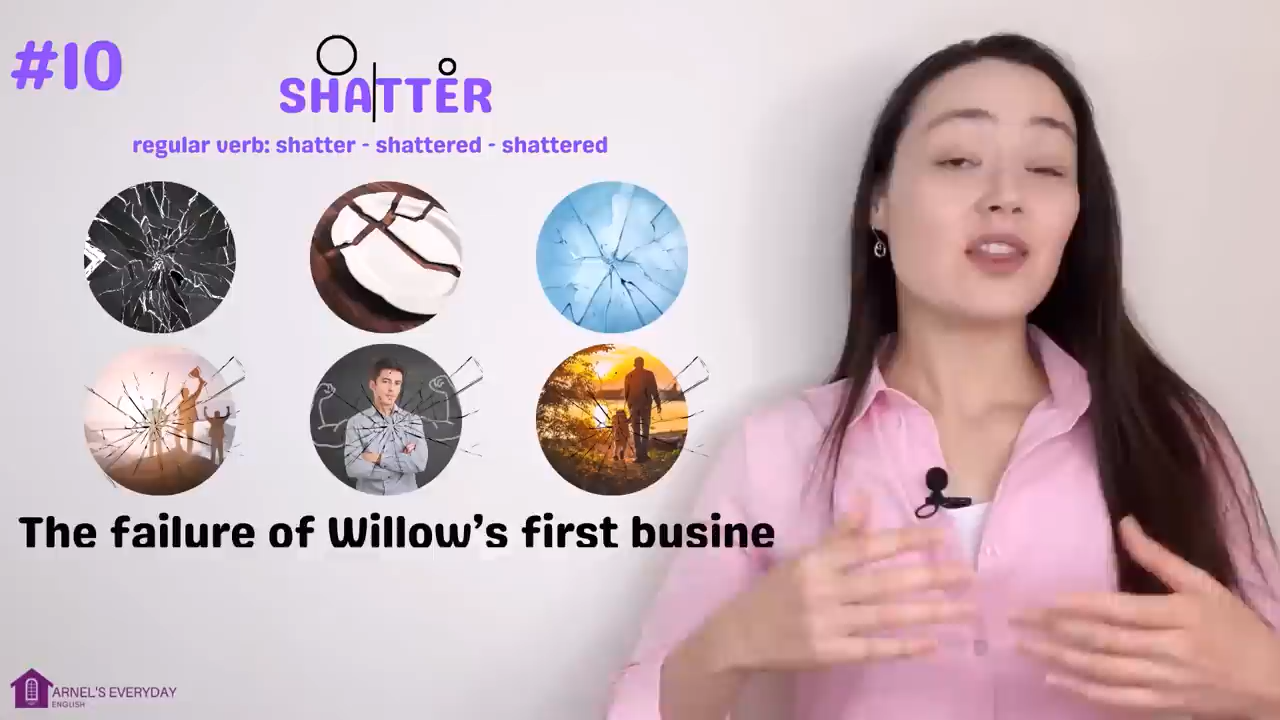 #10
SHATTER
regular verb: shatter - shattered - shattered
The failure of Willow's first busine
ARNEL'S EVERYDAY
ENGLISH